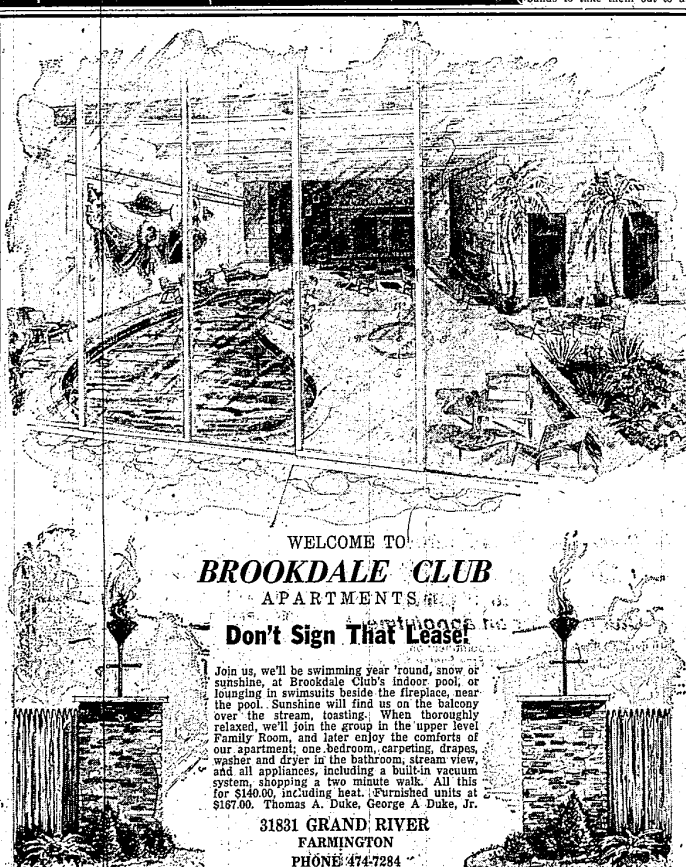 them out to a
WELCOME TO
BROOKDALE CLUB
APARTMENTS
Don't Sign That Lease!
Join us, we'll be swimming year 'round, snow or
sunshine, at Brookdale Club's indoor pool, or
lounging in swimsuits beside the fireplace, near
the pool. Sunshine will find us on the balcony
over the stream, toasting. When thoroughly
relaxed, we'll join the group in the upper level
Family Room, and later enjoy the comforts of
our apartment; one bedroom, carpeting, drapes,
washer and dryer in the bathroom, stream view,
and all appliances, including a built-in vacuum
system, shopping a two minute walk. All this
for $140.00, including heat. Furnished units at
$167.00. Thomas A. Duke, George A Duke, Jr.
31831 GRAND RIVER
FARMINGTON
PHONE 474-7284